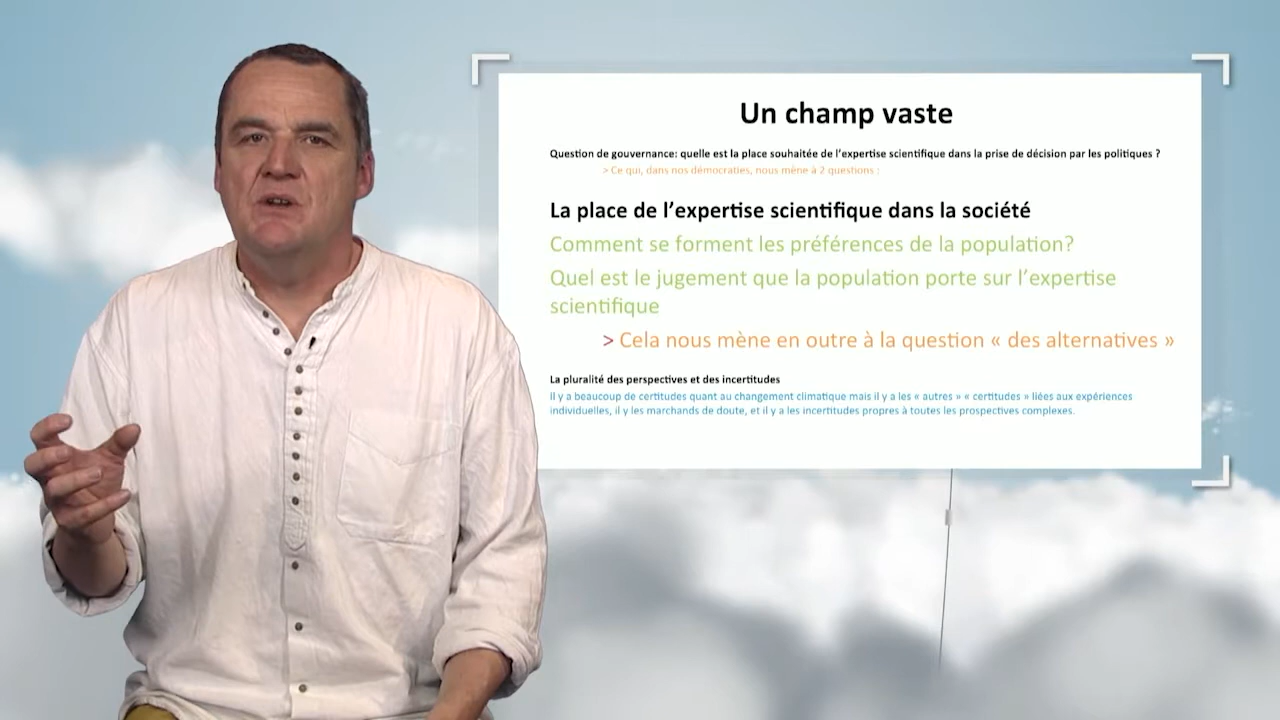 Un champ vaste
Question de gouvernance: quelle est la place souhaitée de l'expertise scientifique dans la prise de décision par les politiques ?
> Ce qui, dans nos démocraties, nous mène à 2 questions :
La place de l'expertise scientifique dans la société
Comment se forment les préférences de la population?
Quel est le jugement que la population porte sur l'expertise
scientifique
> Cela nous mène en outre à la question « des alternatives »
La pluralité des perspectives et des incertitudes
Il y a beaucoup de certitudes quant au changement climatique mais il y a les « autres » « certitudes » liées aux expériences
individuelles, il y les marchands de doute, et il y a les incertitudes propres à toutes les prospectives complexes.